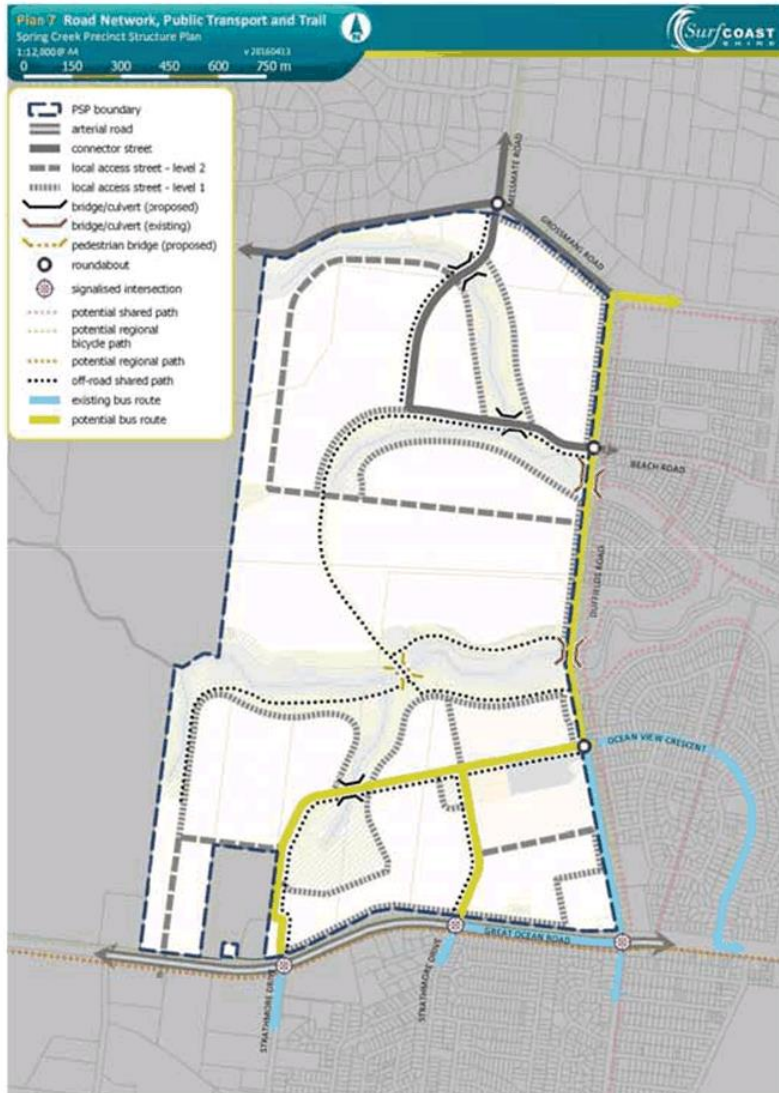 Plan 7 Road Network, Public Transport and Trail
Spring Creek Precinct Structure Plan
1:12,000@ A4
v 20160413
0 150 300 450 600 750 m
Surf COAST
SHIRE
PSP boundary
arterial road
connector street
local access street - level 2
local access street - level 1
bridge/culvert (proposed)
bridge/culvert (existing)
pedestrian bridge (proposed)
roundabout
signalised intersection
potential shared path
potential regional
bicycle path
potential regional path
off-road shared path
existing bus route
potential bus route
MESSMATE ROAD
GROSSMANS ROAD
BEACH ROAD
DUFFIELDS ROAD
OCEAN VIEW CRESCENT
GREAT OCEAN ROAD
STRATHMORE DRIVE
STRATHMORE DRIVE